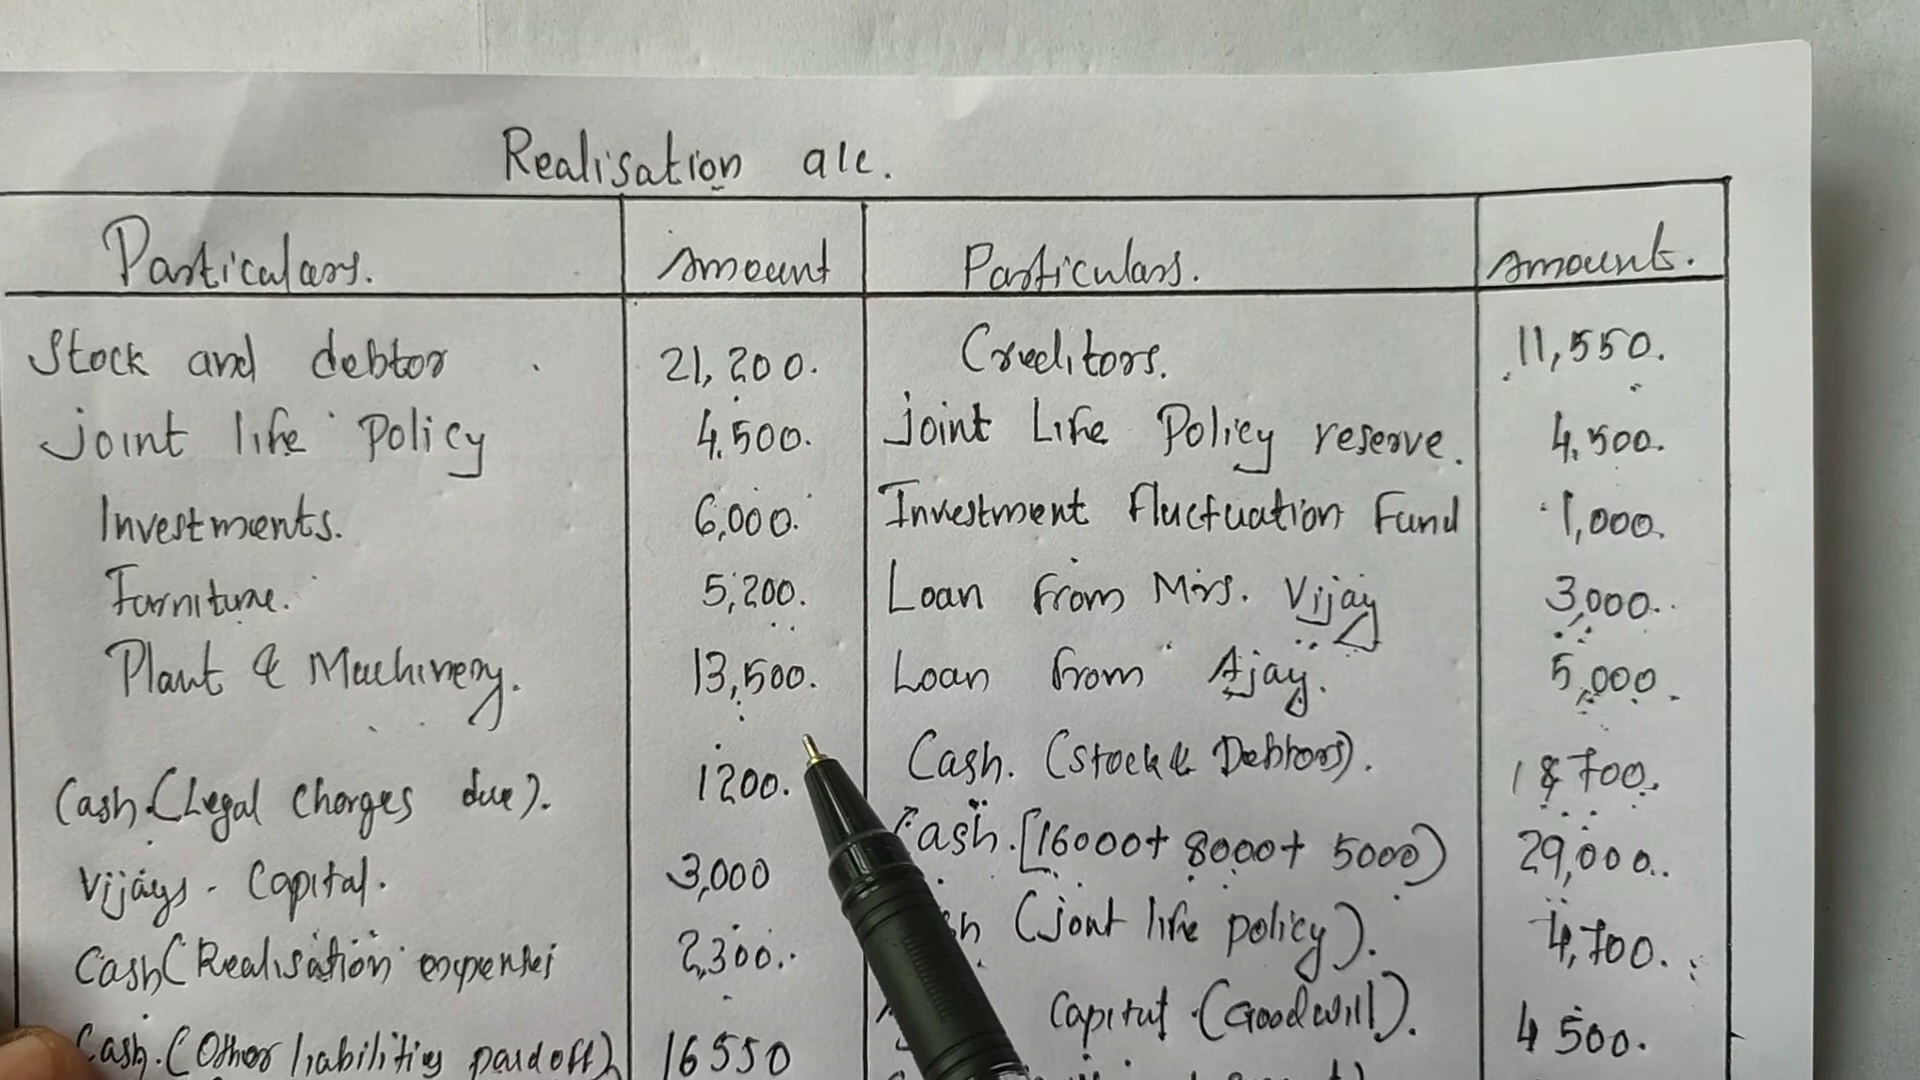 Realisation a/c.
Particulars. Amount Particulars. Amount.
Stock and debtor 21,200. Creditors. 11,550.
Joint life Policy 4,500. Joint Life Policy reserve. 4,500.
Investments. 6,000. Investment Fluctuation Fund 1,000.
Furniture. 5,200. Loan from Mrs. Vijay 3,000.
Plant & Machinery. 13,500. Loan from Ajay. 5,000.
Cash. (Legal Charges due). 1200. Cash. (Stock & Debtors). 18700.
Vijays - Capital. 3,000 Cash. [16000+ 8000+ 5000) 29,000.
Cash (Realisation expenses 2,300. (Joint life policy). 4,700.
Cash. (Other liabilities paid off) 16550 Capital. (Goodwill). 4500.